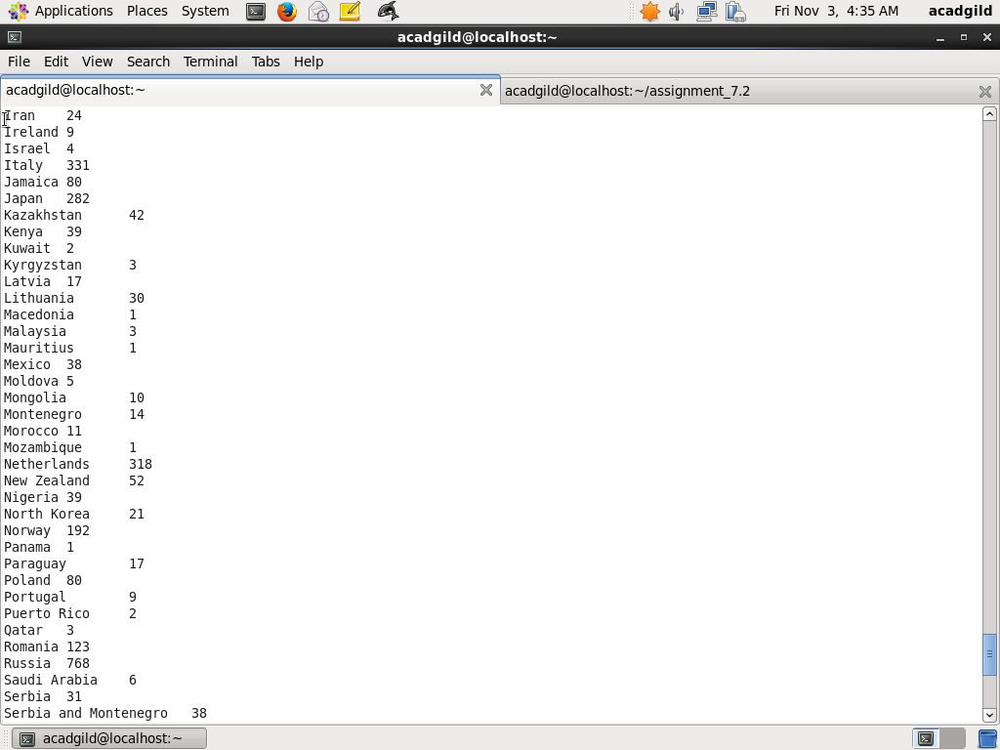 Applications Places System Fri Nov 3, 4:35 AM acadgild
acadgild@localhost:~
File Edit View Search Terminal Tabs Help
acadgild@localhost:~ acadgild@localhost:~/assignment_7.2
Iran 24
Ireland 9
Israel 4
Italy 331
Jamaica 80
Japan 282
Kazakhstan 42
Kenya 39
Kuwait 2
Kyrgyzstan 3
Latvia 17
Lithuania 30
Macedonia 1
Malaysia 3
Mauritius 1
Mexico 38
Moldova 5
Mongolia 10
Montenegro 14
Morocco 11
Mozambique 1
Netherlands 318
New Zealand 52
Nigeria 39
North Korea 21
Norway 192
Panama 1
Paraguay 17
Poland 80
Portugal 9
Puerto Rico 2
Qatar 3
Romania 123
Russia 768
Saudi Arabia 6
Serbia 31
Serbia and Montenegro 38
acadgild@localhost:~